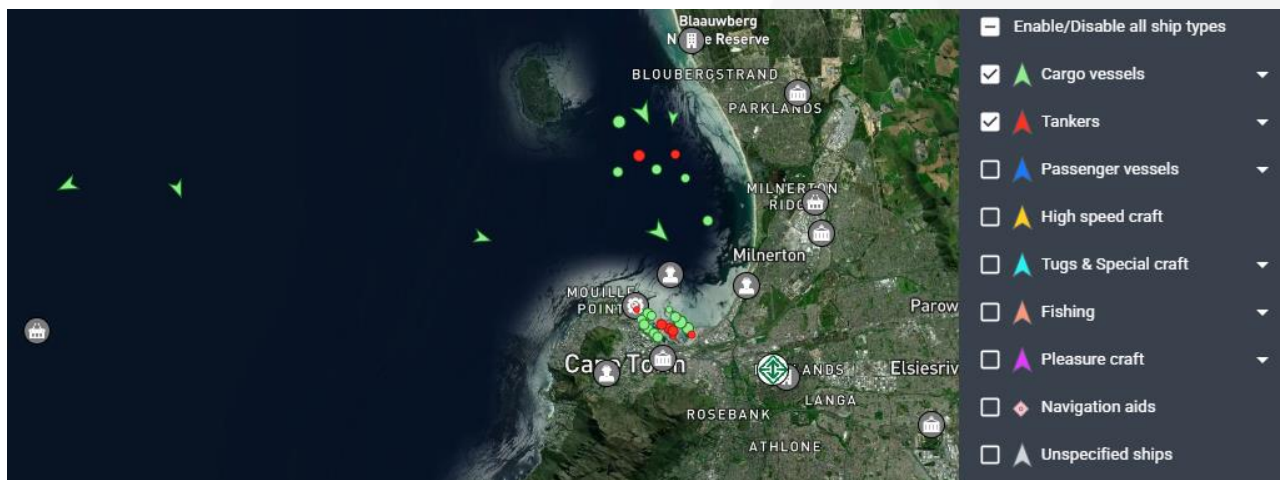 Blaauwberg
N e Reserve
BLOUBERGSTRAND
PARKLANDS
MILNERTON
RIDG
Milnerton
MOUILLE
POINT
Parow
Cape Town
ANDS
Elsiesriv
LANGA
ROSEBANK
ATHLONE
Enable/Disable all ship types
Cargo vessels
Tankers
Passenger vessels
High speed craft
Tugs & Special craft
Fishing
Pleasure craft
Navigation aids
Unspecified ships